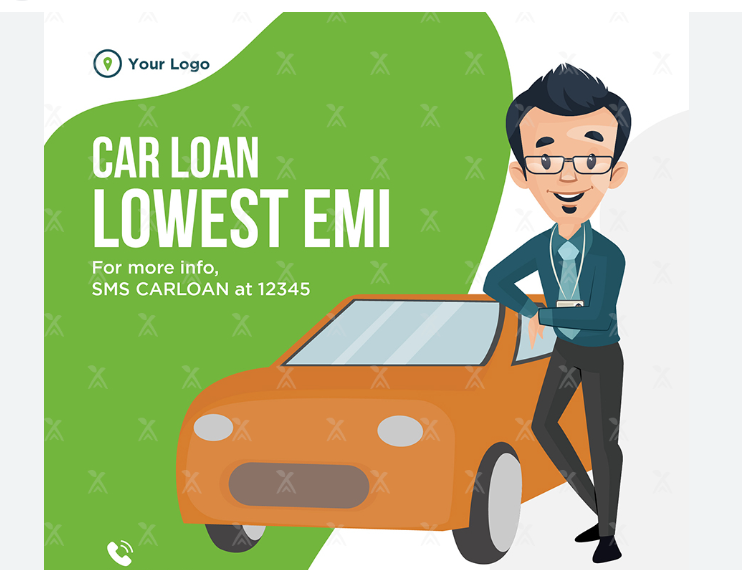 Your Logo
CAR LOAN
LOWEST EMI
For more info,
SMS CARLOAN at 12345